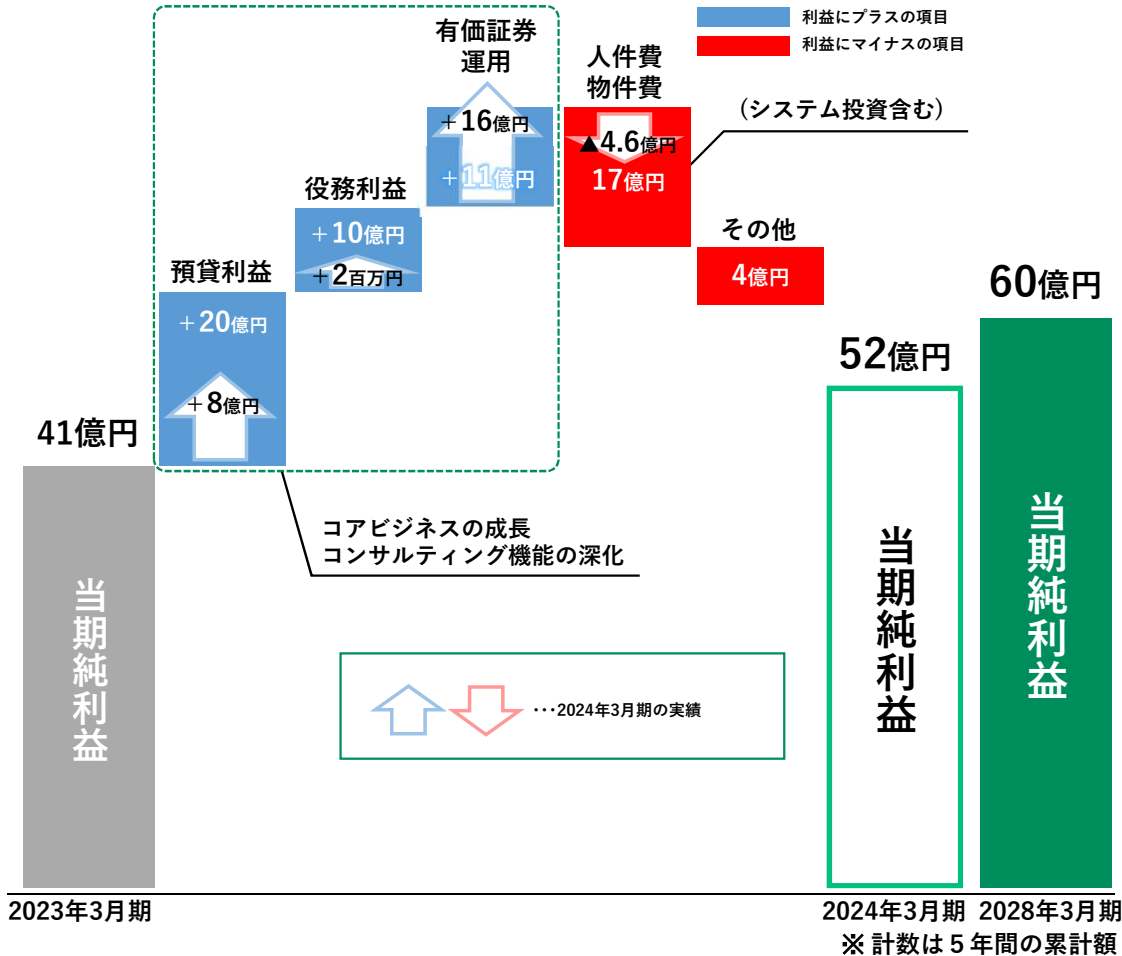 利益にプラスの項目
利益にマイナスの項目
有価証券
運用
＋16億円
＋11億円
人件費
物件費
▲4.6億円
17億円
（システム投資含む）
役務利益
＋10億円
＋2百万円
その他
4億円
預貸利益
＋20億円
＋8億円
60億円
52億円
41億円
コアビジネスの成長
コンサルティング機能の深化
当期純利益
当期純利益
当期純利益
･･･2024年3月期の実績
2023年3月期
2024年3月期
2028年3月期
※ 計数は５年間の累計額